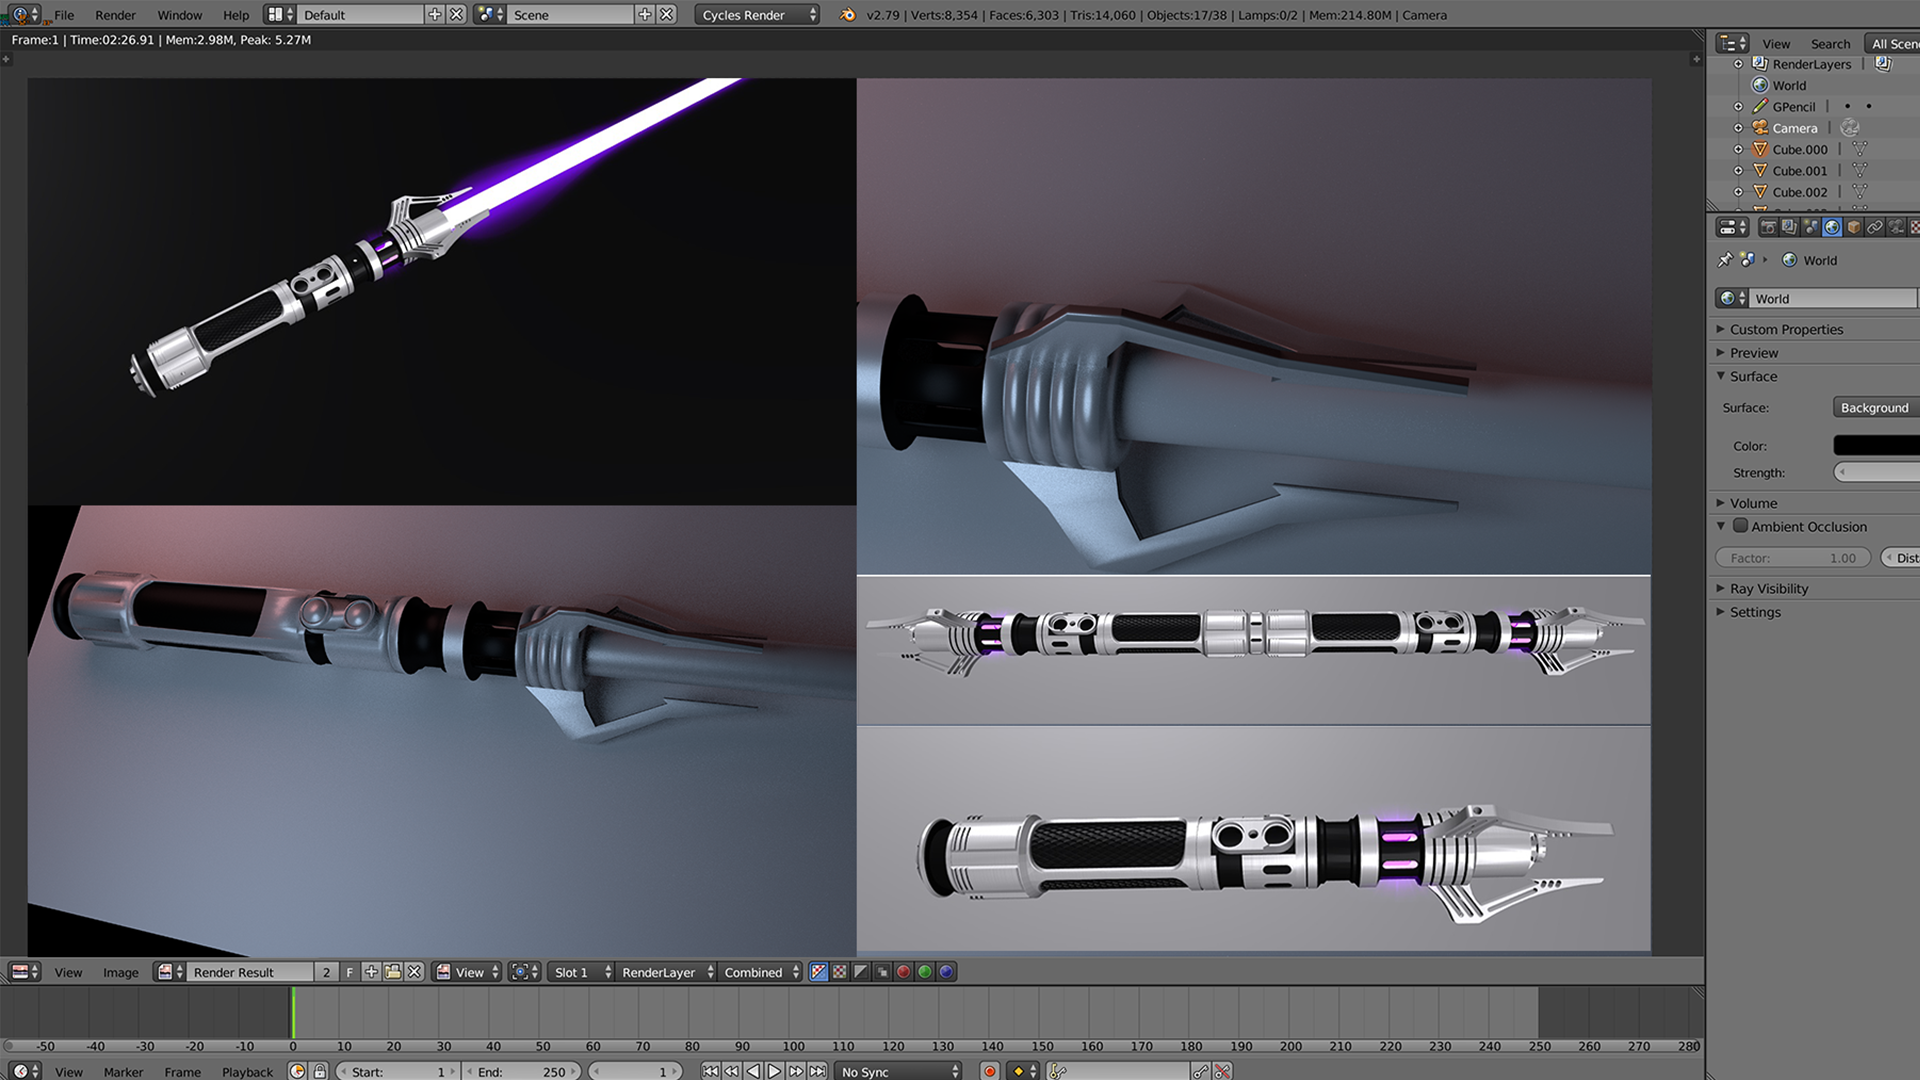 File Render Window Help Default Scene Cycles Render v2.79 | Verts:8,354 | Faces:6,303 | Tris:14,060 | Objects:17/38 | Lamps:0/2 | Mem:214.80M | Camera
Frame:1 | Time:02:26.91 | Mem:2.98M, Peak: 5.27M
View Search All Scen
RenderLayers
World
GPencil
Camera
Cube.000
Cube.001
Cube.002
World
World
Custom Properties
Preview
Surface
Surface: Background
Color:
Strength:
Volume
Ambient Occlusion
Factor: 1.00 Dist
Ray Visibility
Settings
View Image Render Result 2 F View Slot 1 RenderLayer Combined
-50 -40 -30 -20 -10 0 10 20 30 40 50 60 70 80 90 100 110 120 130 140 150 160 170 180 190 200 210 220 230 240 250 260 270 280
View Marker Frame Playback Start: 1 End: 250 1 No Sync